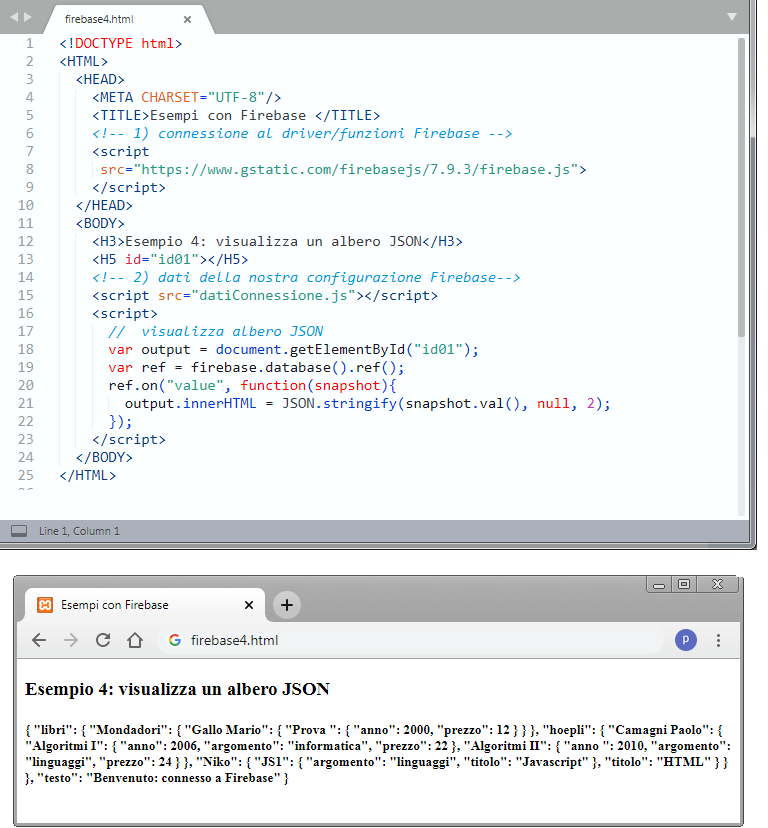 firebase4.html
1 <!DOCTYPE html>
2 <HTML>
3 <HEAD>
4 <META CHARSET="UTF-8"/>
5 <TITLE>Esempi con Firebase </TITLE>
6 <!-- 1) connessione al driver/funzioni Firebase -->
7 <script
8 src="https://www.gstatic.com/firebasejs/7.9.3/firebase.js">
9 </script>
10 </HEAD>
11 <BODY>
12 <H3>Esempio 4: visualizza un albero JSON</H3>
13 <H5 id="id01"></H5>
14 <!-- 2) dati della nostra configurazione Firebase-->
15 <script src="datiConnessione.js"></script>
16 <script>
17 //  visualizza albero JSON
18 var output = document.getElementById("id01");
19 var ref = firebase.database().ref();
20 ref.on("value", function(snapshot){
21 output.innerHTML = JSON.stringify(snapshot.val(), null, 2);
22 });
23 </script>
24 </BODY>
25 </HTML>
Line 1, Column 1
Esempi con Firebase
firebase4.html
P
Esempio 4: visualizza un albero JSON
{ "libri": { "Mondadori": { "Gallo Mario": { "Prova ": { "anno": 2000, "prezzo": 12 } } }, "hoepli": { "Camagni Paolo": {
"Algoritmi I": { "anno": 2006, "argomento": "informatica", "prezzo": 22 }, "Algoritmi II": { "anno ": 2010, "argomento":
"linguaggi", "prezzo": 24 } }, "Niko": { "JS1": { "argomento": "linguaggi", "titolo": "Javascript" }, "titolo": "HTML" } }
}, "testo": "Benvenuto: connesso a Firebase" }